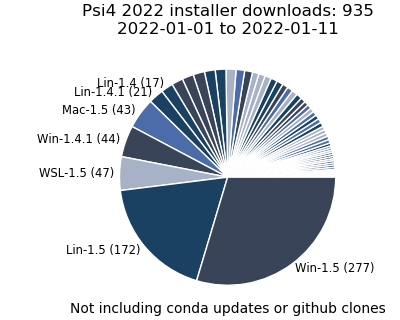 Psi4 2022 installer downloads: 935
2022-01-01 to 2022-01-11
Lin-1.4 (17)
Lin-1.4.1 (21)
Mac-1.5 (43)
Win-1.4.1 (44)
WSL-1.5 (47)
Lin-1.5 (172)
Win-1.5 (277)
Not including conda updates or github clones